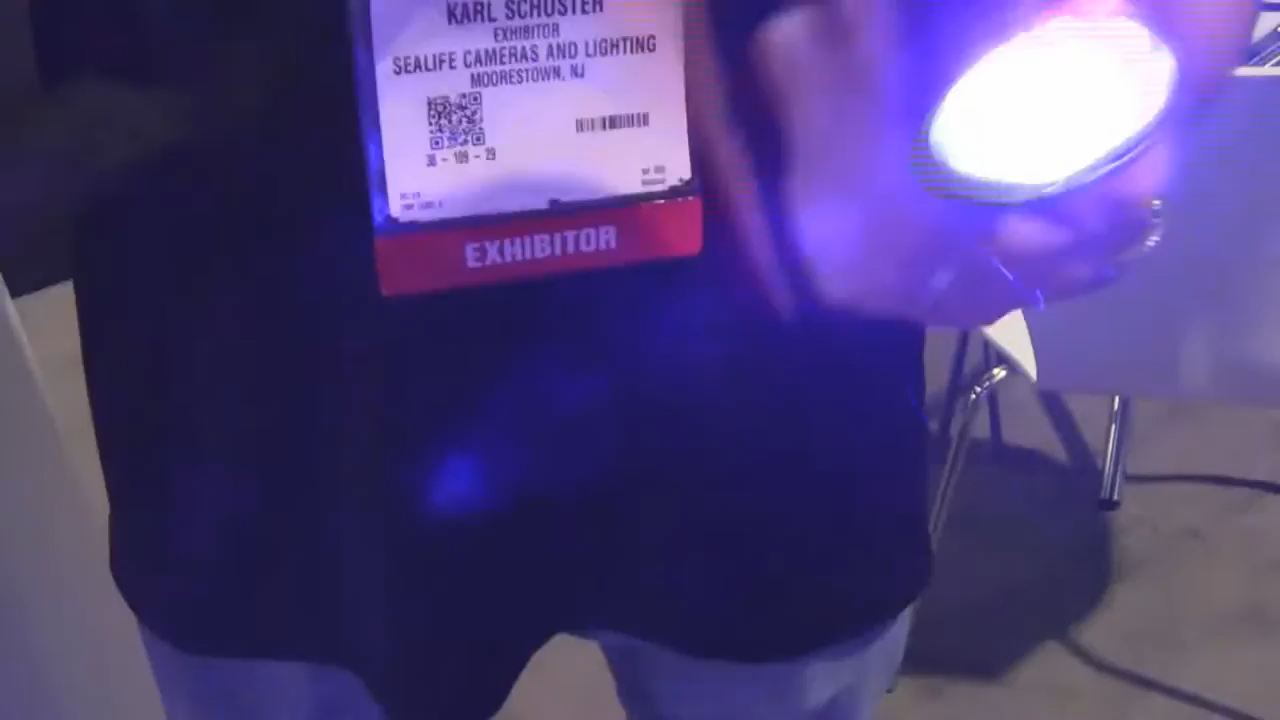 KARL SCHUSTER
EXHIBITOR
SEALIFE CAMERAS AND LIGHTING
MOORESTOWN, NJ
36 - 109 - 29
EXHIBITOR